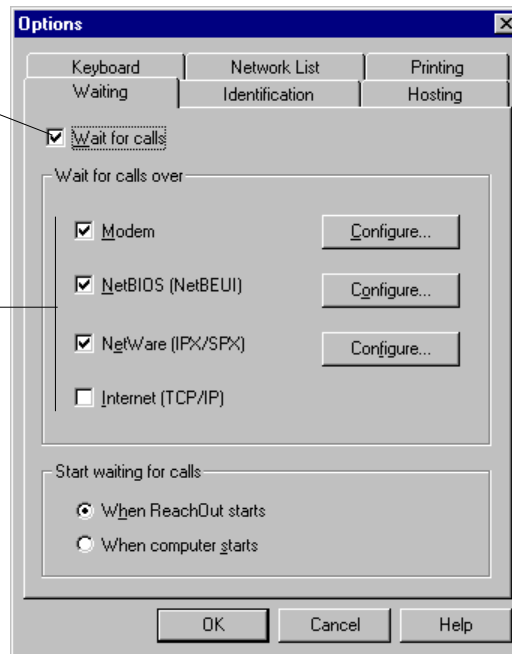 Options
Keyboard Network List Printing
Waiting Identification Hosting
Wait for calls
Wait for calls over
Modem Configure...
NetBIOS (NetBEUI) Configure...
NetWare (IPX/SPX) Configure...
Internet (TCP/IP)
Start waiting for calls
When ReachOut starts
When computer starts
OK Cancel Help